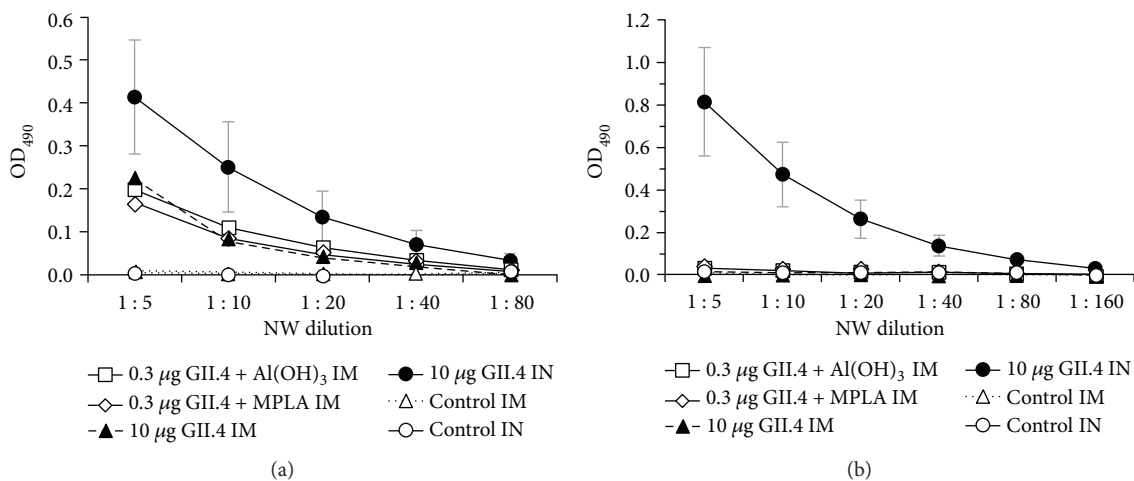 0.6
0.5
0.4
0.3
0.2
0.1
0.0
OD490
1 : 5 1 : 10 1 : 20 1 : 40 1 : 80
NW dilution
0.3 μg GII.4 + Al(OH)3 IM
0.3 μg GII.4 + MPLA IM
10 μg GII.4 IM
10 μg GII.4 IN
Control IM
Control IN
(a)
1.2
1.0
0.8
0.6
0.4
0.2
0.0
OD490
1 : 5 1 : 10 1 : 20 1 : 40 1 : 80 1 : 160
NW dilution
0.3 μg GII.4 + Al(OH)3 IM
0.3 μg GII.4 + MPLA IM
10 μg GII.4 IM
10 μg GII.4 IN
Control IM
Control IN
(b)